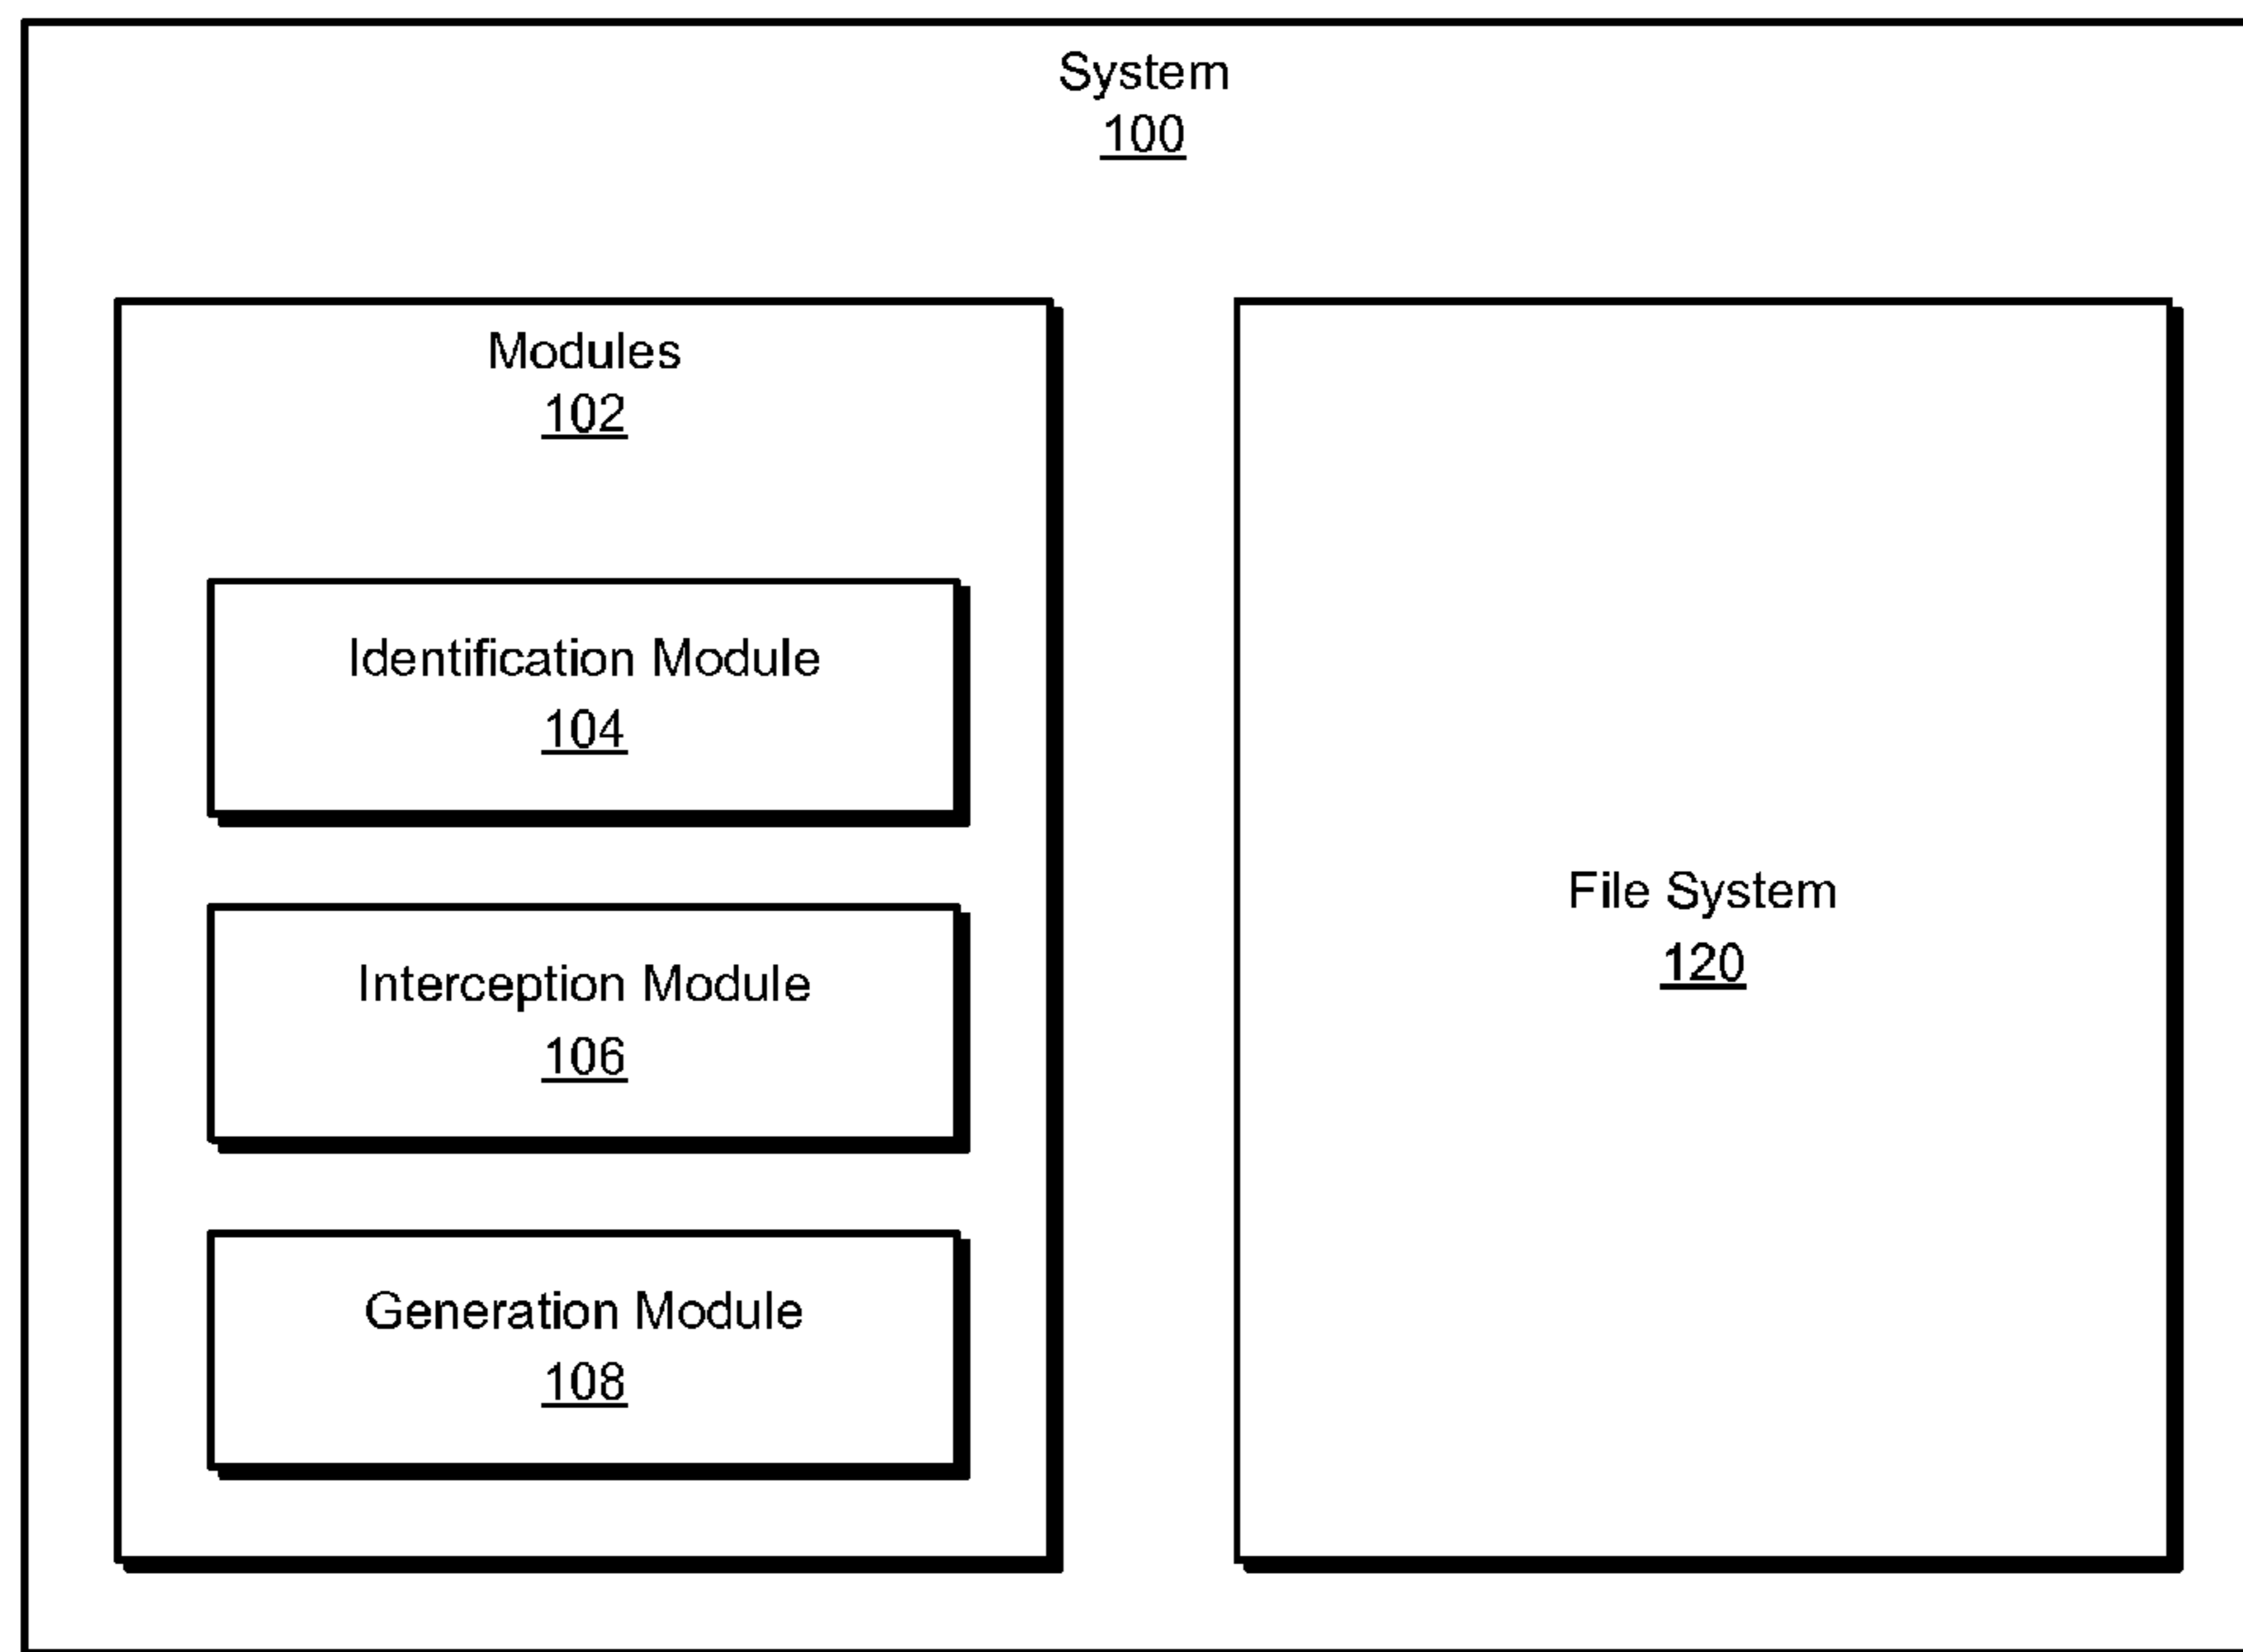 System
100
Modules
102
Identification Module
104
Interception Module
106
Generation Module
108
File System
120